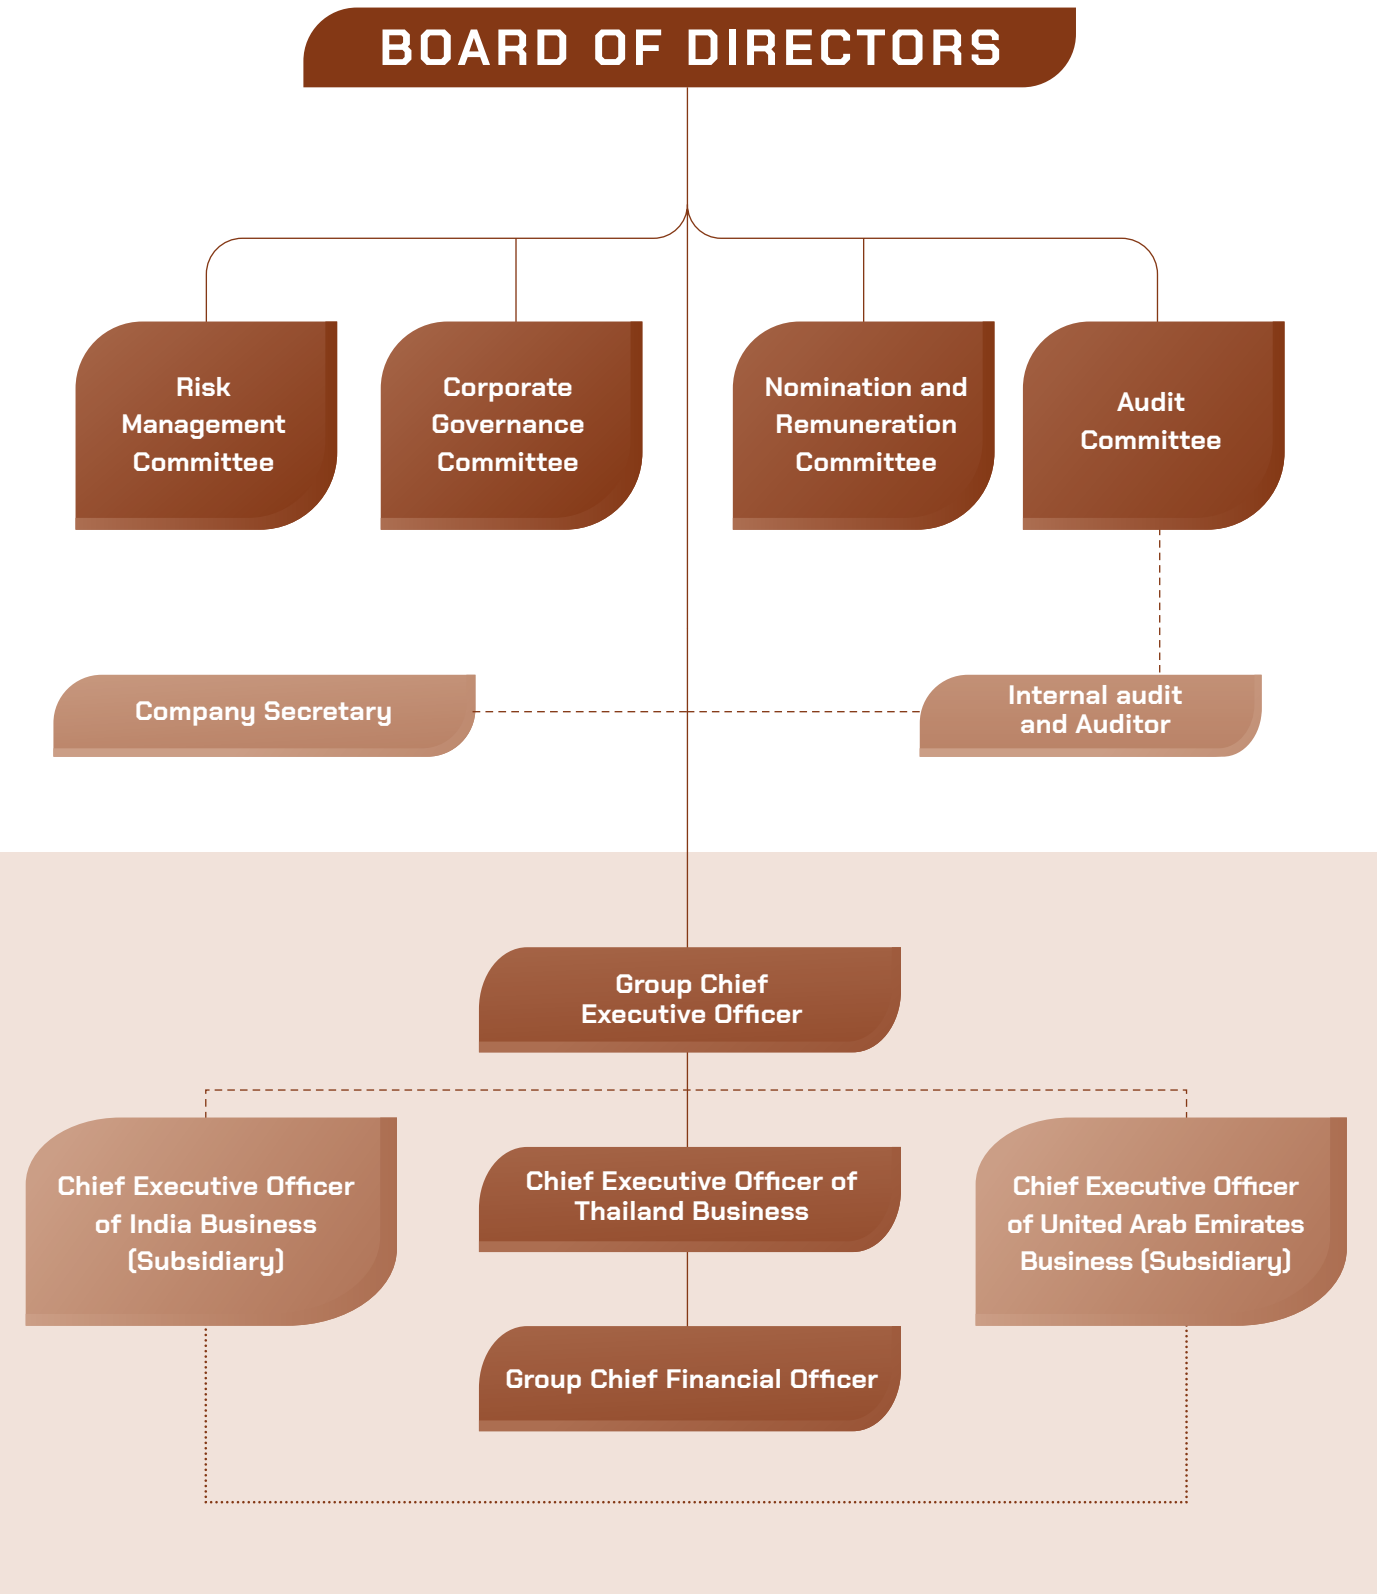 BOARD OF DIRECTORS
Risk
Management
Committee
Corporate
Governance
Committee
Nomination and
Remuneration
Committee
Audit
Committee
Company Secretary
Internal audit
and Auditor
Group Chief
Executive Officer
Chief Executive Officer
of India Business
(Subsidiary)
Chief Executive Officer of
Thailand Business
Chief Executive Officer
of United Arab Emirates
Business (Subsidiary)
Group Chief Financial Officer